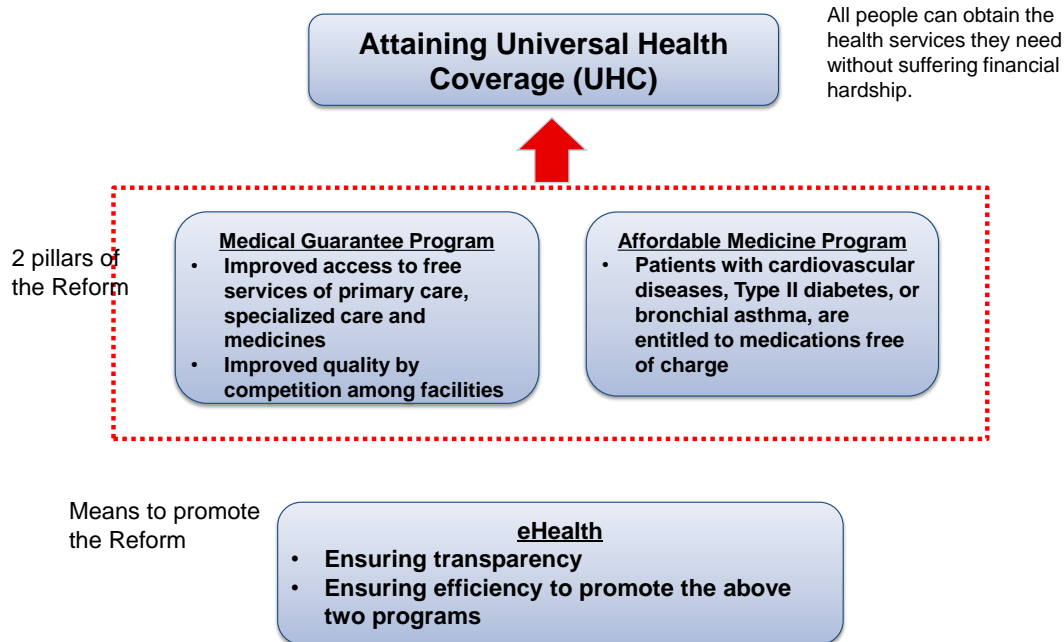 Attaining Universal Health
Coverage (UHC)
All people can obtain the
health services they need
without suffering financial
hardship.
2 pillars of
the Reform
Medical Guarantee Program
• Improved access to free
services of primary care,
specialized care and
medicines
• Improved quality by
competition among facilities
Affordable Medicine Program
• Patients with cardiovascular
diseases, Type II diabetes, or
bronchial asthma, are
entitled to medications free
of charge
Means to promote
the Reform
eHealth
• Ensuring transparency
• Ensuring efficiency to promote the above
two programs